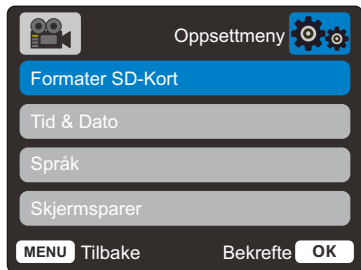 Oppsettmeny
Formater SD-Kort
Tid & Dato
Språk
Skjermsparer
MENU Tilbake Bekrefte OK